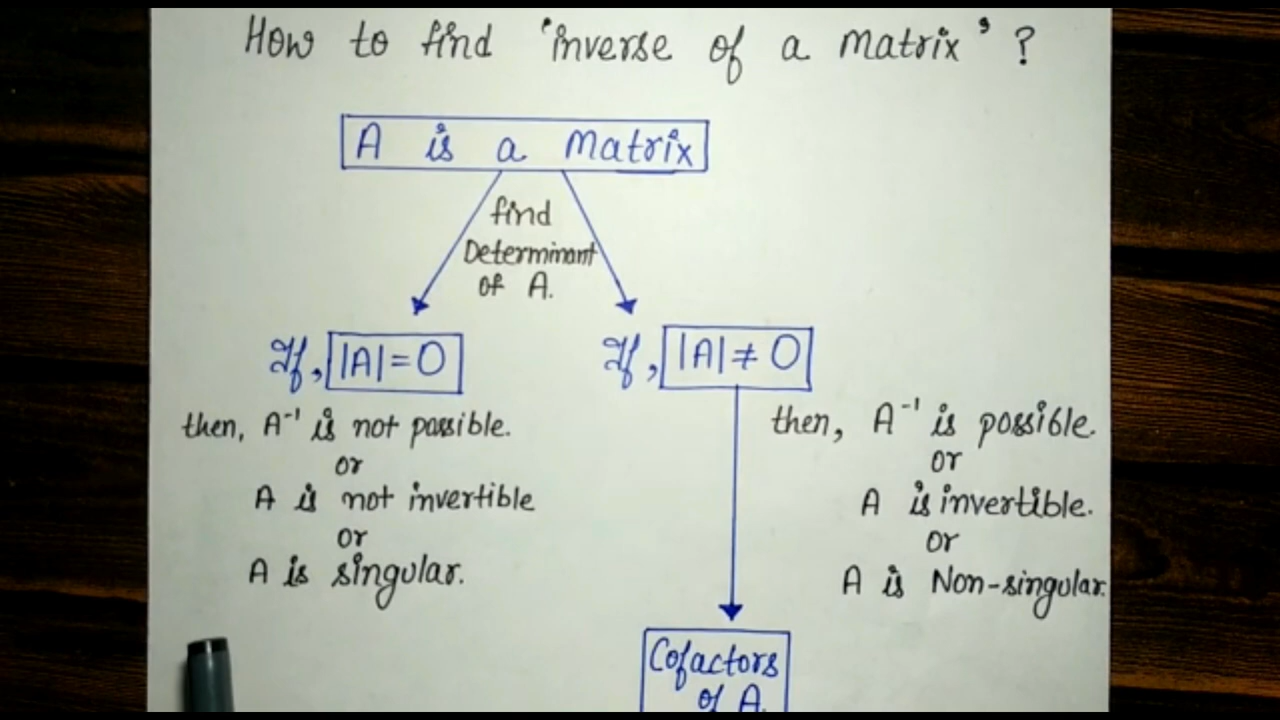 How to find 'inverse of a matrix' ?
A is a Matrix
find
Determinant
of A.
If, |A|=0
If, |A| ≠ 0
then, A⁻¹ is not possible.
or
A is not invertible
or
A is singular.
then, A⁻¹ is possible.
or
A is invertible.
or
A is Non-singular.
Cofactors
of A.